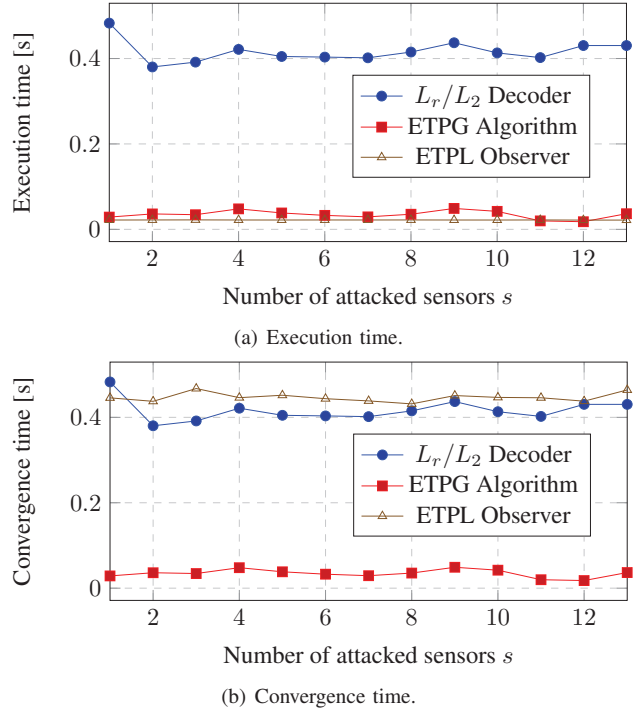 Execution time [s]
0.4
0.2
0
L_r/L_2 Decoder
ETPG Algorithm
ETPL Observer
2 4 6 8 10 12
Number of attacked sensors s
(a) Execution time.
Convergence time [s]
0.4
0.2
0
L_r/L_2 Decoder
ETPG Algorithm
ETPL Observer
2 4 6 8 10 12
Number of attacked sensors s
(b) Convergence time.